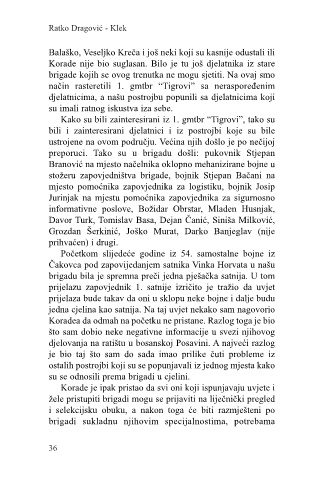 Ratko Dragović - Klek
Balaško, Veseljko Kreča i još neki koji su kasnije odustali ili
Korade nije bio suglasan. Bilo je tu još djelatnika iz stare
brigade kojih se ovog trenutka ne mogu sjetiti. Na ovaj smo
način rasteretili 1. gmtbr “Tigrovi” sa neraspoređenim
djelatnicima, a našu postrojbu popunili sa djelatnicima koji
su imali ratnog iskustva iza sebe.
Kako su bili zainteresirani iz 1. gmtbr “Tigrovi”, tako su
bili i zainteresirani djelatnici i iz postrojbi koje su bile
ustrojene na ovom području. Većina njih došlo je po nečijoj
preporuci. Tako su u brigadu došli: pukovnik Stjepan
Branović na mjesto načelnika oklopno mehanizirane bojne u
stožeru zapovjedništva brigade, bojnik Stjepan Bačani na
mjesto pomoćnika zapovjednika za logistiku, bojnik Josip
Jurinjak na mjestu pomoćnika zapovjednika za sigurnosno
informativne poslove, Božidar Obrstar, Mladen Husnjak,
Davor Turk, Tomislav Basa, Dejan Čanić, Siniša Milković,
Grozdan Šerkinić, Joško Murat, Darko Banjeglav (nije
prihvaćen) i drugi.
Početkom slijedeće godine iz 54. samostalne bojne iz
Čakovca pod zapovijedanjem satnika Vinka Horvata u našu
brigadu bila je spremna preći jedna pješačka satnija. U tom
prijelazu zapovjednik 1. satnije izričito je tražio da uvjet
prijelaza bude takav da oni u sklopu neke bojne i dalje budu
jedna cjelina kao satnija. Na taj uvjet nekako sam nagovorio
Koradea da odmah na početku ne pristane. Razlog toga je bio
što sam dobio neke negativne informacije u svezi njihovog
djelovanja na ratištu u bosanskoj Posavini. A najveći razlog
je bio taj što sam do sada imao prilike čuti probleme iz
ostalih postrojbi koji su se popunjavali iz jednog mjesta kako
su se odnosili prema brigadi u cjelini.
Korade je ipak pristao da svi oni koji ispunjavaju uvjete i
žele pristupiti brigadi mogu se prijaviti na liječnički pregled
i selekcijsku obuku, a nakon toga će biti razmješteni po
brigadi sukladno njihovim specijalnostima, potrebama
36